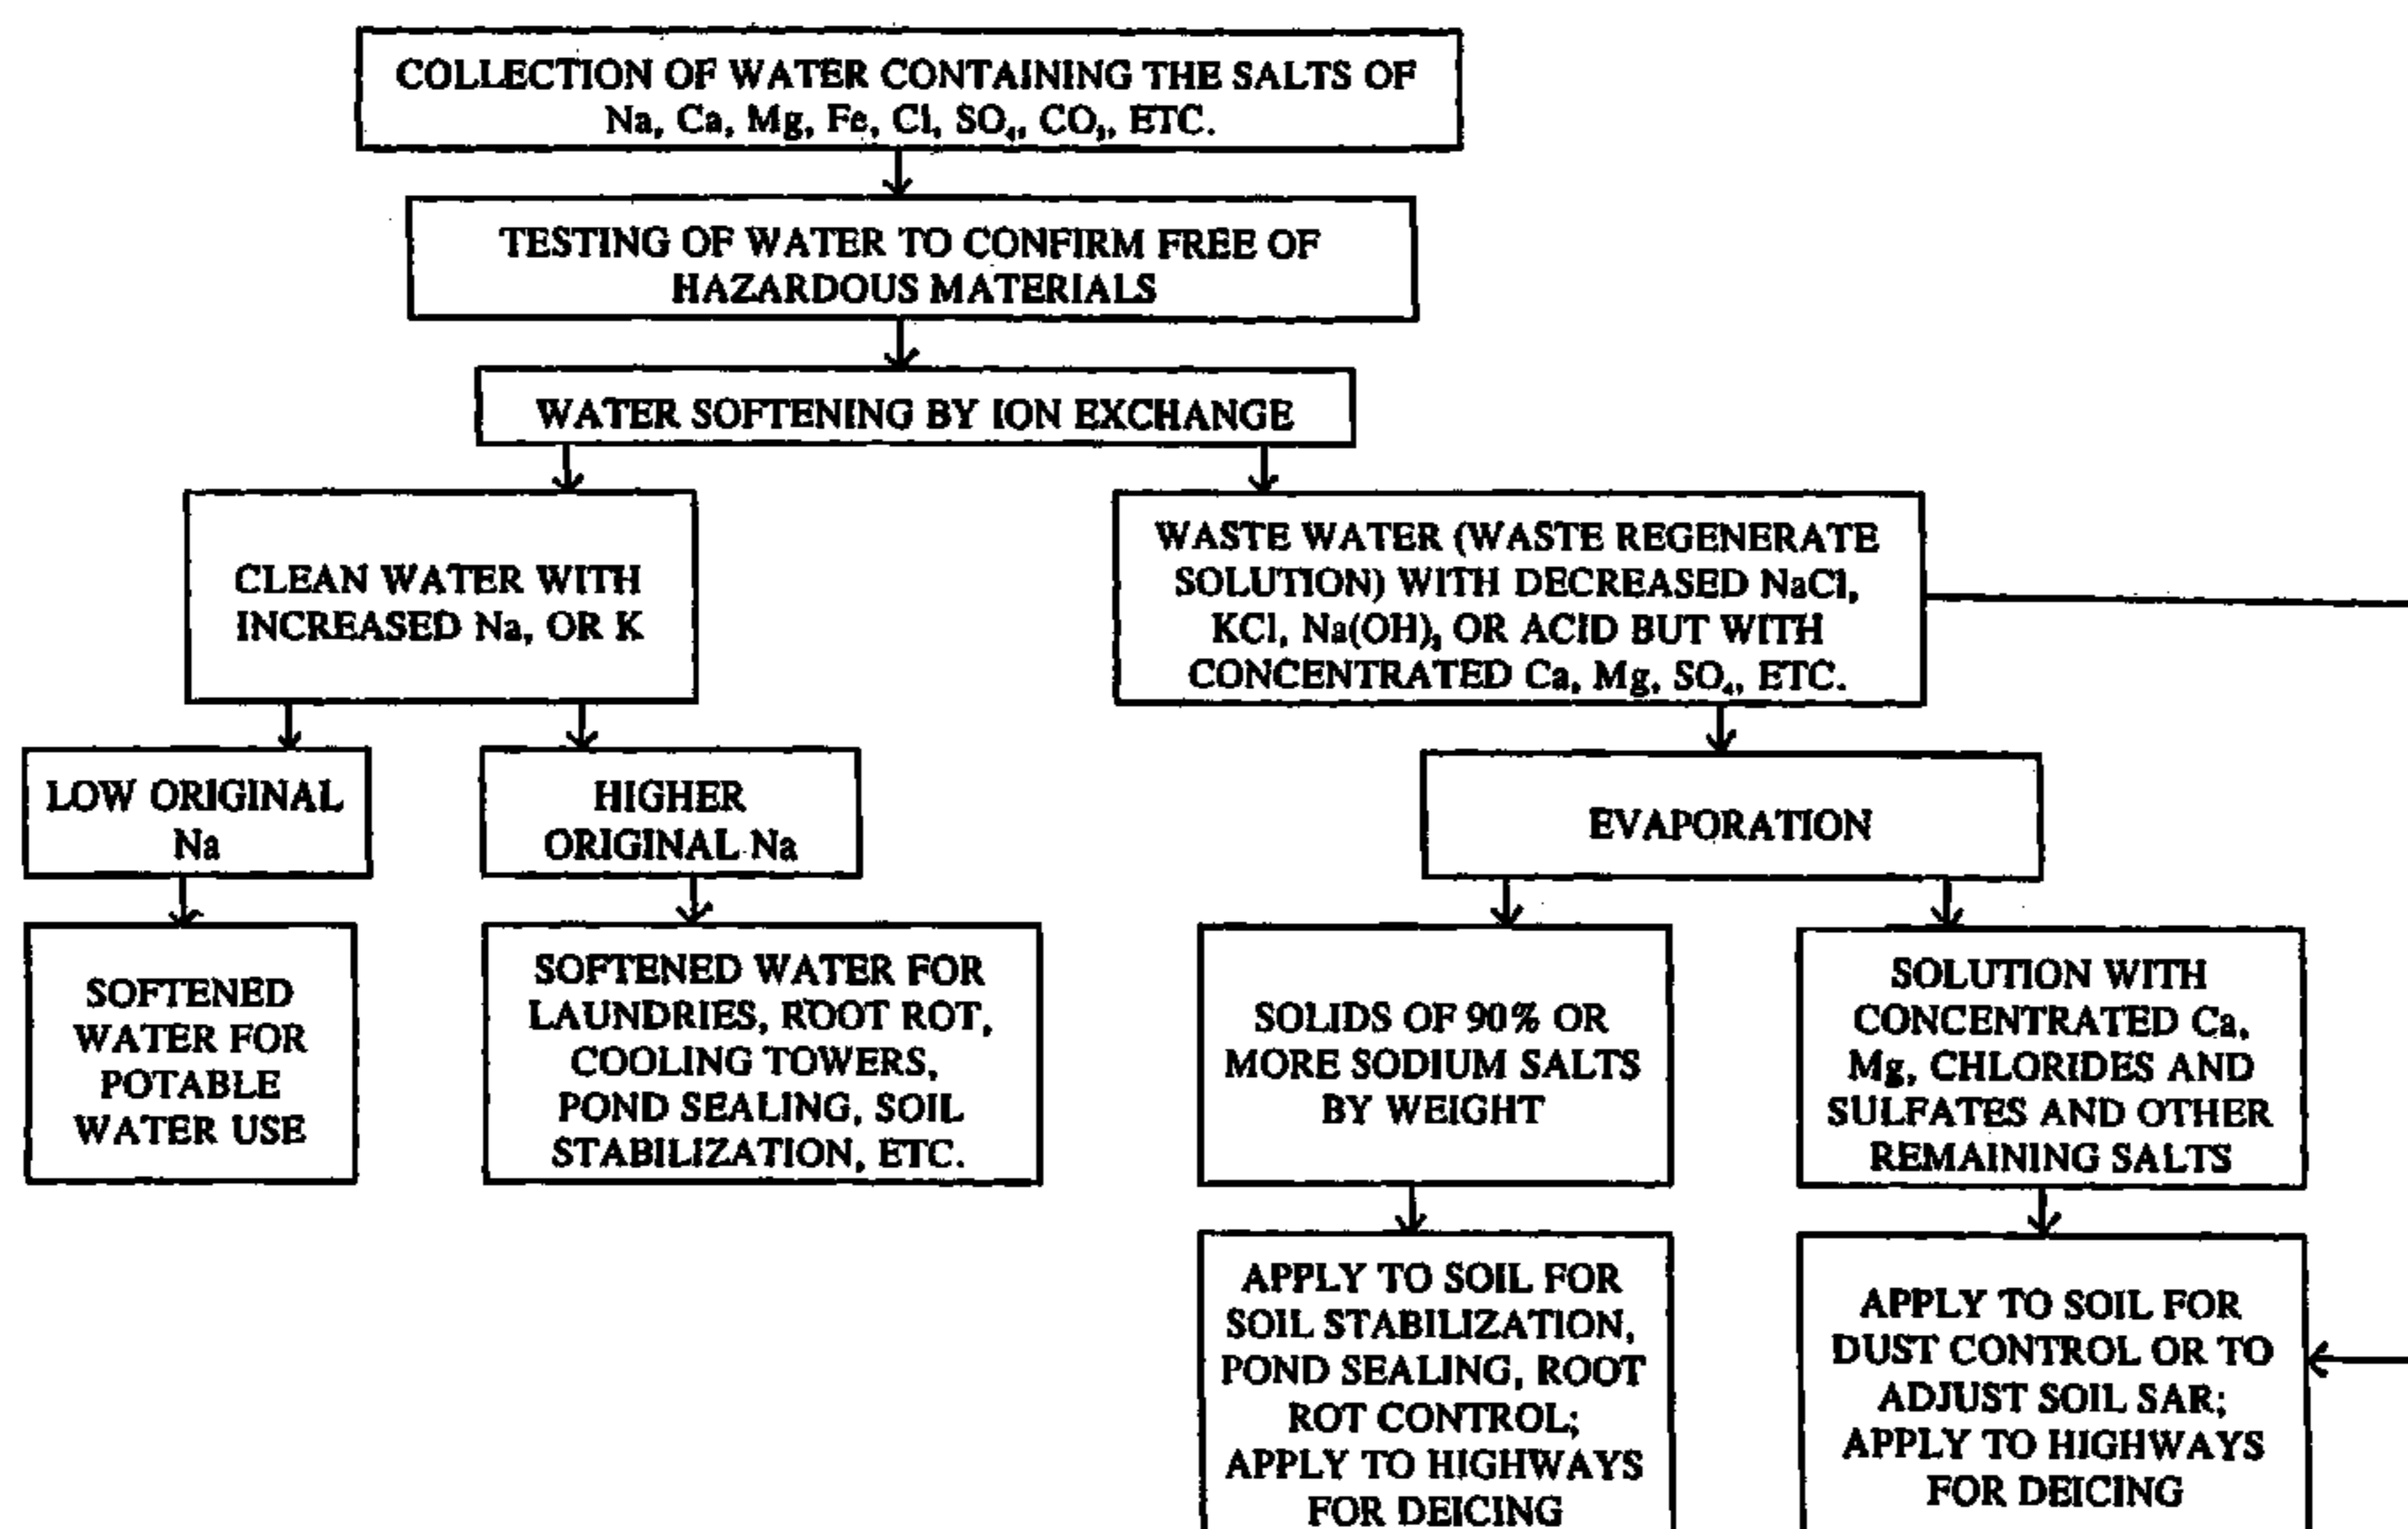 COLLECTION OF WATER CONTAINING THE SALTS OF
Na, Ca, Mg, Fe, Cl, SO₄, CO₃, ETC.
TESTING OF WATER TO CONFIRM FREE OF
HAZARDOUS MATERIALS
WATER SOFTENING BY ION EXCHANGE
CLEAN WATER WITH
INCREASED Na, OR K
WASTE WATER (WASTE REGENERATE
SOLUTION) WITH DECREASED NaCl,
KCl, Na(OH)₃ OR ACID BUT WITH
CONCENTRATED Ca, Mg, SO₄, ETC.
LOW ORIGINAL
Na
HIGHER
ORIGINAL Na
EVAPORATION
SOFTENED
WATER FOR
POTABLE
WATER USE
SOFTENED WATER FOR
LAUNDRIES, ROOT ROT,
COOLING TOWERS,
POND SEALING, SOIL
STABILIZATION, ETC.
SOLIDS OF 90% OR
MORE SODIUM SALTS
BY WEIGHT
SOLUTION WITH
CONCENTRATED Ca,
Mg, CHLORIDES AND
SULFATES AND OTHER
REMAINING SALTS
APPLY TO SOIL FOR
SOIL STABILIZATION,
POND SEALING, ROOT
ROT CONTROL;
APPLY TO HIGHWAYS
FOR DEICING
APPLY TO SOIL FOR
DUST CONTROL OR TO
ADJUST SOIL SAR;
APPLY TO HIGHWAYS
FOR DEICING